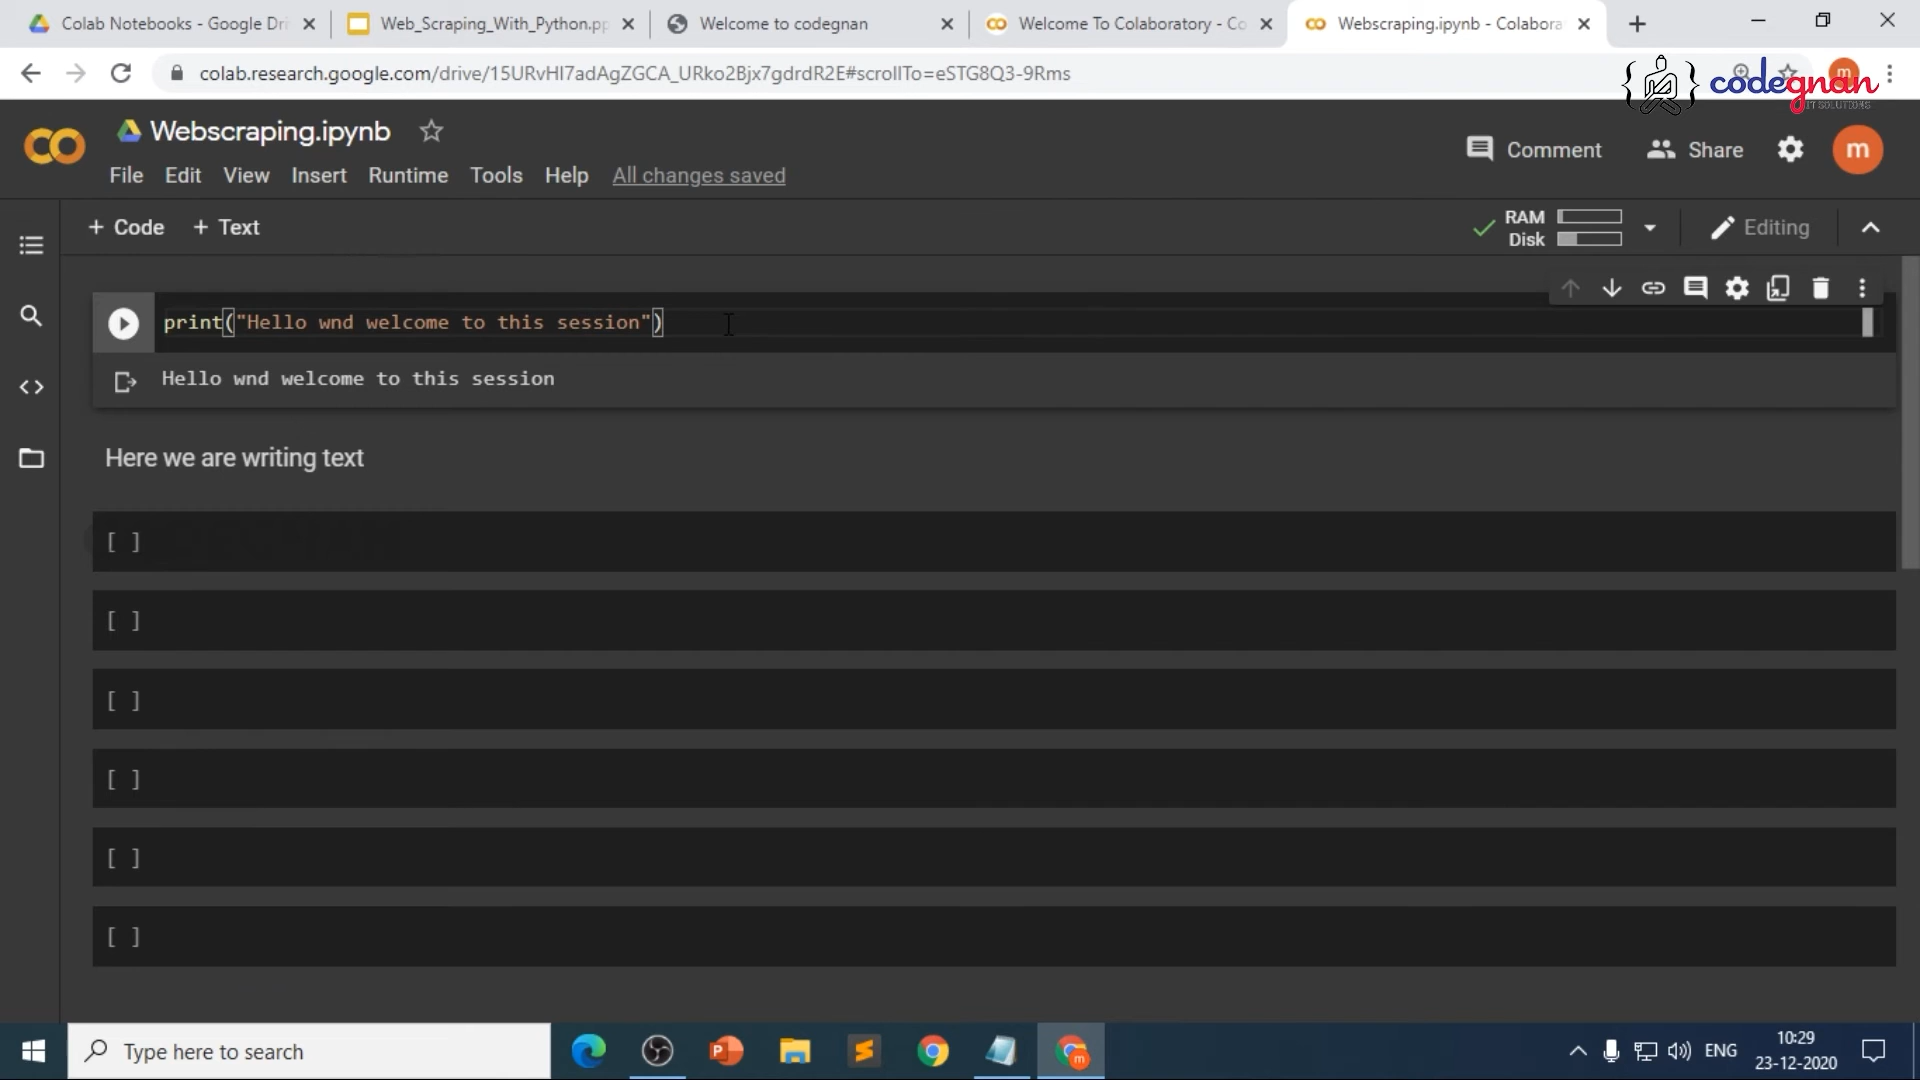 Colab Notebooks - Google Dri
Web_Scraping_With_Python.pp
Welcome to codegnan
Welcome To Colaboratory - Co
Webscraping.ipynb - Colabora
colab.research.google.com/drive/15URvHI7adAgZGCA_URko2Bjx7gdrdR2E#scrollTo=eSTG8Q3-9Rms
m
codegnan
IT SOLUTIONS
CO
Webscraping.ipynb
Comment
Share
m
File
Edit
View
Insert
Runtime
Tools
Help
All changes saved
+ Code
+ Text
RAM
Disk
Editing
print("Hello wnd welcome to this session")
Hello wnd welcome to this session
Here we are writing text
[ ]
[ ]
[ ]
[ ]
[ ]
[ ]
Type here to search
ENG
10:29
23-12-2020